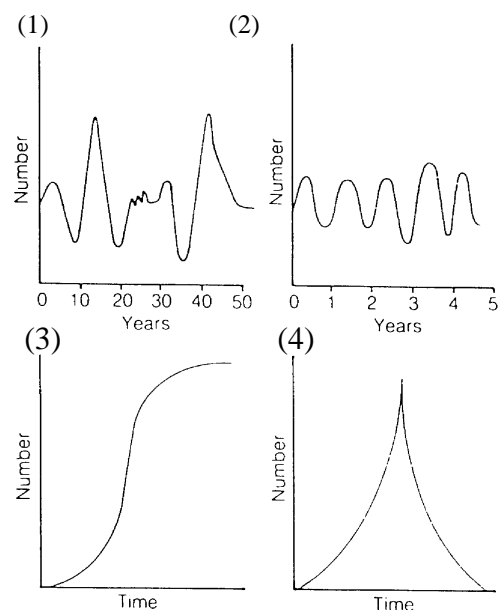 (1)
Number
0 10 20 30 40 50
Years
(2)
Number
0 1 2 3 4 5
Years
(3)
Number
Time
(4)
Number
Time